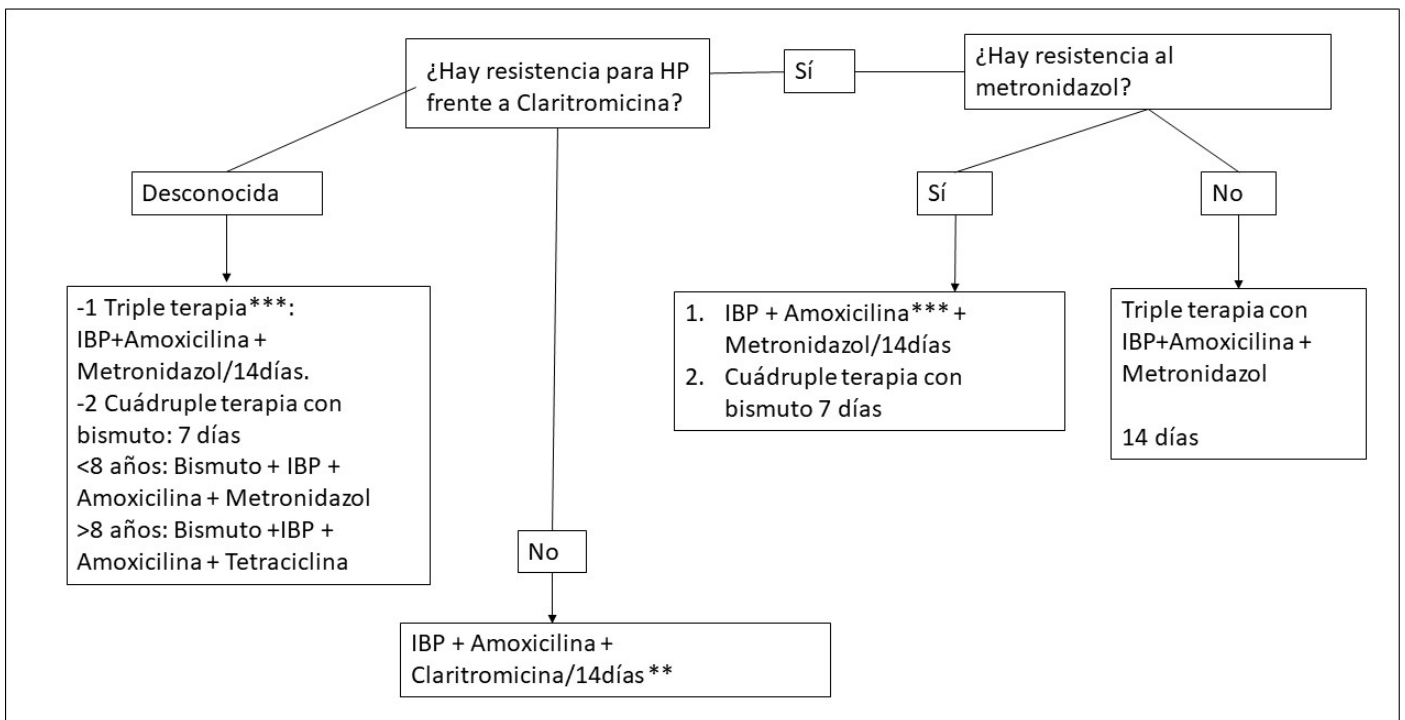 ¿Hay resistencia para HP
frente a Claritromicina?
Sí
¿Hay resistencia al
metronidazol?
Desconocida
Sí
No
-1 Triple terapia***:
IBP+Amoxicilina +
Metronidazol/14días.
-2 Cuádruple terapia con
bismuto: 7 días
<8 años: Bismuto + IBP +
Amoxicilina + Metronidazol
>8 años: Bismuto +IBP +
Amoxicilina + Tetraciclina
1. IBP + Amoxicilina*** +
Metronidazol/14días
2. Cuádruple terapia con
bismuto 7 días
Triple terapia con
IBP+Amoxicilina +
Metronidazol
14 días
No
IBP + Amoxicilina +
Claritromicina/14días **